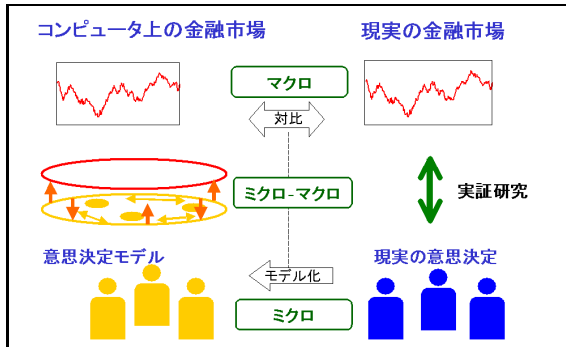 コンピュータ上の金融市場
現実の金融市場
マクロ
対比
ミクロ-マクロ
実証研究
意思決定モデル
現実の意思決定
モデル化
ミクロ